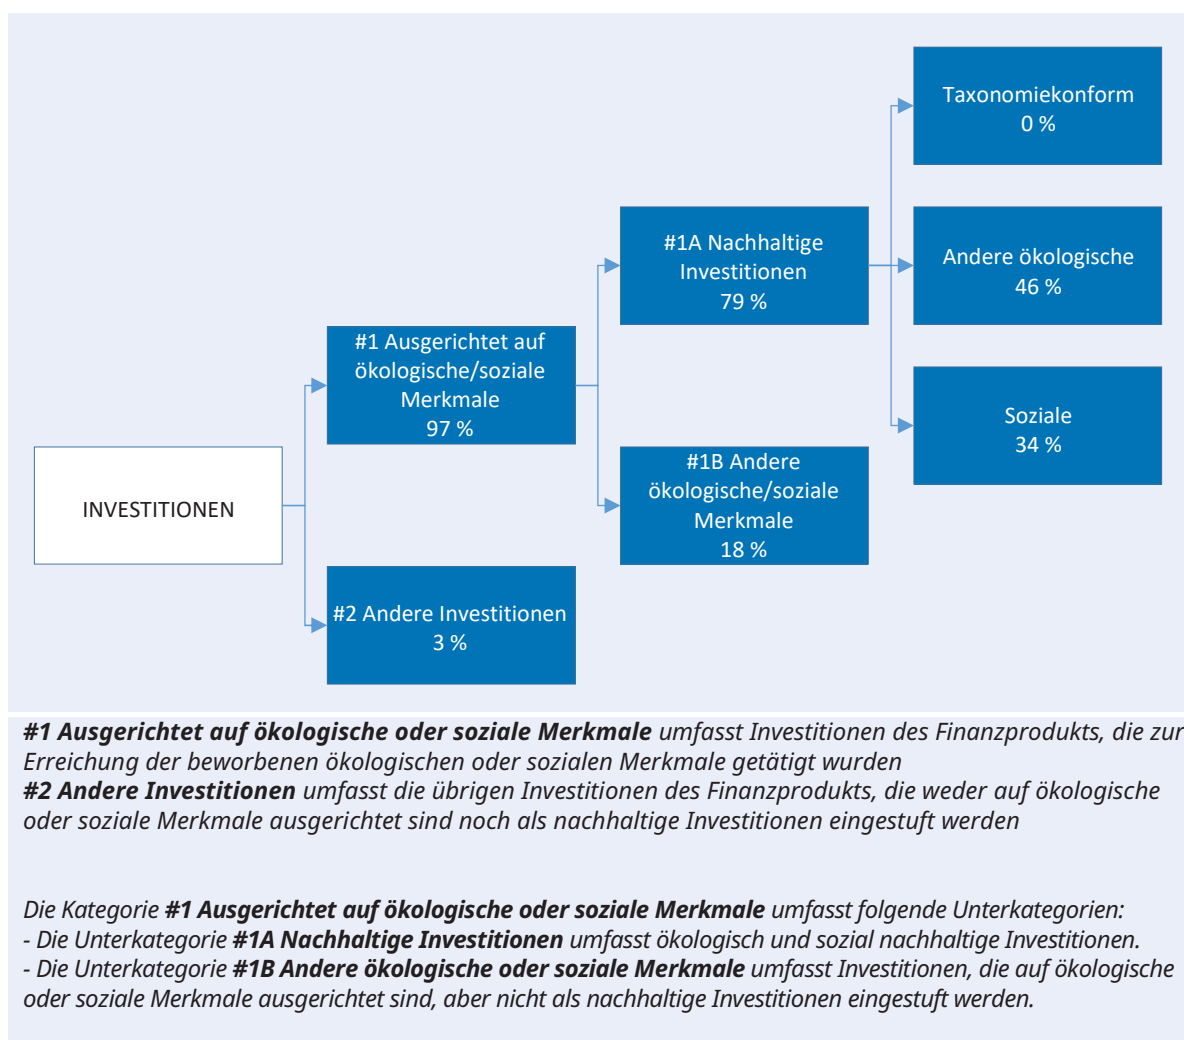 Taxonomiekonform
0 %
#1A Nachhaltige
Investitionen
79 %
Andere ökologische
46 %
#1 Ausgerichtet auf
ökologische/soziale
Merkmale
97 %
Soziale
34 %
#1B Andere
ökologische/soziale
Merkmale
18 %
INVESTITIONEN
#2 Andere Investitionen
3 %
#1 Ausgerichtet auf ökologische oder soziale Merkmale umfasst Investitionen des Finanzprodukts, die zur
Erreichung der beworbenen ökologischen oder sozialen Merkmale getätigt wurden
#2 Andere Investitionen umfasst die übrigen Investitionen des Finanzprodukts, die weder auf ökologische
oder soziale Merkmale ausgerichtet sind noch als nachhaltige Investitionen eingestuft werden
Die Kategorie #1 Ausgerichtet auf ökologische oder soziale Merkmale umfasst folgende Unterkategorien:
- Die Unterkategorie #1A Nachhaltige Investitionen umfasst ökologisch und sozial nachhaltige Investitionen.
- Die Unterkategorie #1B Andere ökologische oder soziale Merkmale umfasst Investitionen, die auf ökologische
oder soziale Merkmale ausgerichtet sind, aber nicht als nachhaltige Investitionen eingestuft werden.